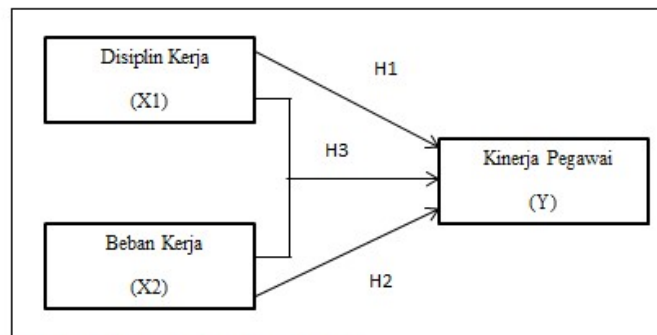 Disiplin Kerja
(X1)
H1
H3
Kinerja Pegawai
(Y)
Beban Kerja
(X2)
H2